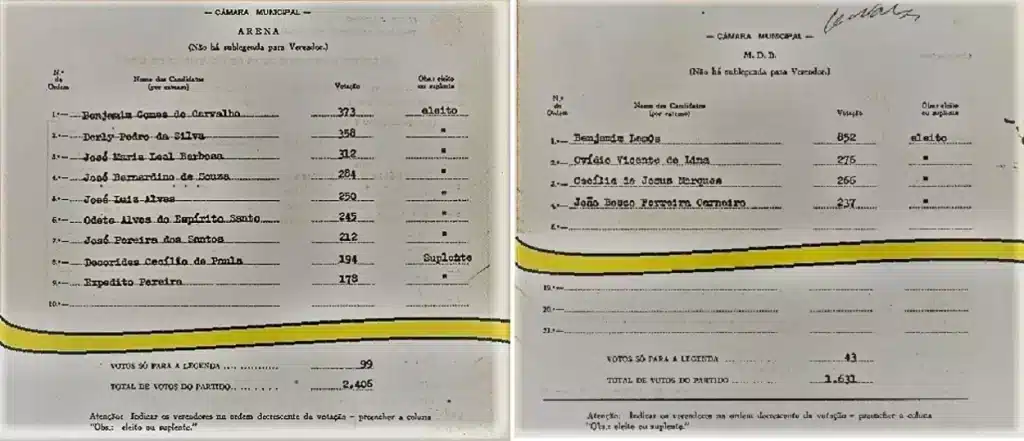 — CÂMARA MUNICIPAL —
ARENA
(Não há sublegenda para Vereador.)
N.º de Ordem
Nome dos Candidatos (por extenso)
Votação
Obs.: eleito ou suplente
1.º— Benjamim Gomes de Carvalho 373 eleito
2.º— Derly Pedro da Silva 358 "
3.º— José Maria Leal Barbosa 312 "
4.º— José Bernardino de Souza 284 "
5.º— José Luiz Alves 250 "
6.º— Odete Alves do Espírito Santo 245 "
7.º— José Pereira dos Santos 212 "
8.º— Decorides Cecílio de Paula 194 Suplente
9.º— Expedito Pereira 178
10.º—
VOTOS SÓ PARA A LEGENDA 99
TOTAL DE VOTOS DO PARTIDO 2.406
Atenção: Indicar os vereadores na ordem decrescente da votação – preencher a coluna
"Obs.: eleito ou suplente."
— CÂMARA MUNICIPAL —
M. D. B.
(Não há sublegenda para Vereador.)
N.º de Ordem
Nome dos Candidatos (por extenso)
Votação
Obs.: eleito ou suplente
1.º— Benjamim Lemos 852 eleito
2.º— Ovídio Vicente de Lima 276 "
3.º— Cecília de Jesus Marques 266 "
4.º— João Bosco Ferreira Carneiro 237 "
5.º—
19.º—
20.º—
21.º—
VOTOS SÓ PARA A LEGENDA 43
TOTAL DE VOTOS DO PARTIDO 1.631
Atenção: Indicar os vereadores na ordem decrescente da votação – preencher a coluna
"Obs.: eleito ou suplente."